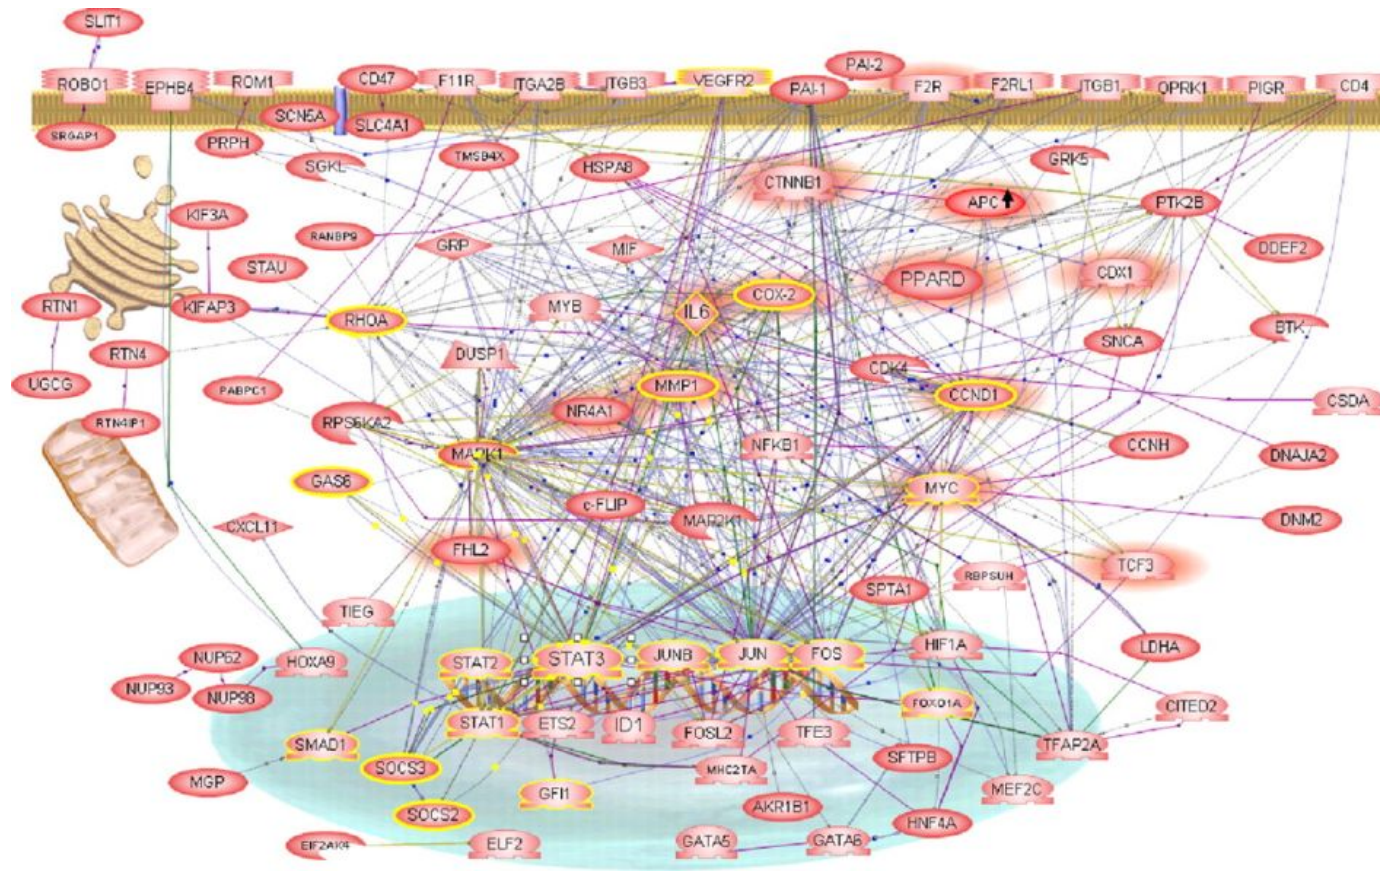 SLIT1
PAI-2
ROBO1
EPHB4
ROM1
CD47
F11R
ITGA2B
ITGB3
VEGFR2
PAI-1
F2R
F2RL1
ITGB1
OPRK1
PIGR
CD4
SRGAP1
PRPH
SCN5A
SLC4A1
SGKL
TMSB4X
HSPA8
CTNNB1
GRK5
APC
PTK2B
KIF3A
RANBP9
GRP
MIF
DDEF2
STAU
PPARD
CDX1
RTN1
KIFAP3
RHOA
MYB
IL6
COX-2
SNCA
BTK
RTN4
DUSP1
CDK4
UGCG
PABPC1
MMP1
CCND1
CSDA
RTN4IP1
RPS6KA2
NR4A1
NFKB1
CCNH
MAPK1
DNAJA2
GAS6
MYC
CXCL11
c-FLIP
MAP2K1
DNM2
FHL2
TCF3
RBPSUH
SPTA1
TIEG
LDHA
NUP62
HOXA9
STAT2
STAT3
JUNB
JUN
FOS
HIF1A
NUP93
NUP98
FOXO1A
CITED2
STAT1
ETS2
ID1
FOSL2
TFE3
SMAD1
TFAP2A
SOCS3
MHC2TA
SFTPB
MGP
GFI1
MEF2C
SOCS2
AKR1B1
HNF4A
EIF2AK4
ELF2
GATA5
GATA6